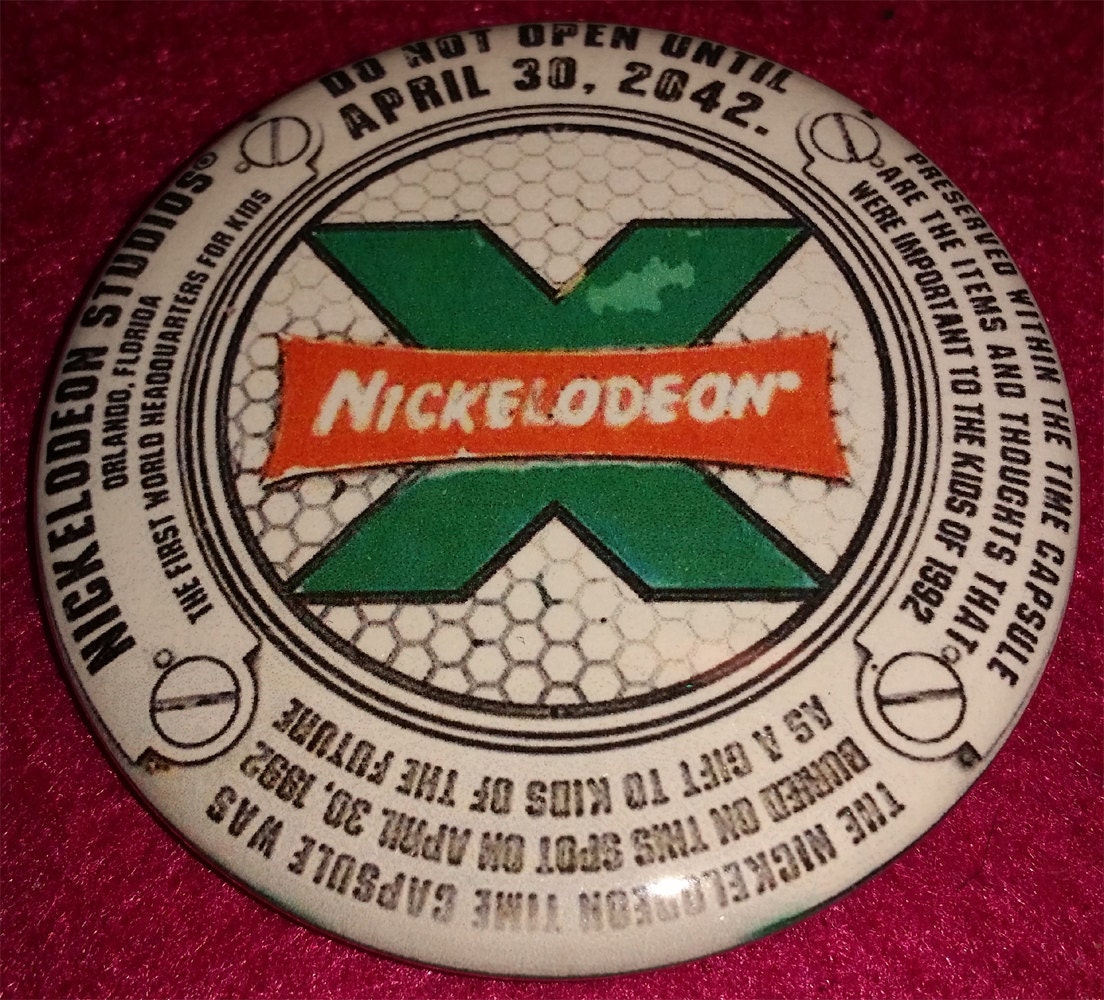 DO NOT OPEN UNTIL
APRIL 30, 2042.
PRESERVED WITHIN THE TIME CAPSULE
ARE THE ITEMS AND THOUGHTS THAT
WERE IMPORTANT TO THE KIDS OF 1992
THE NICKELODEON TIME CAPSULE WAS
BURIED ON THIS SPOT ON APRIL 30, 1992
AS A GIFT TO KIDS OF THE FUTURE
NICKELODEON STUDIOS®
ORLANDO, FLORIDA
THE FIRST WORLD HEADQUARTERS FOR KIDS
NICKELODEON®